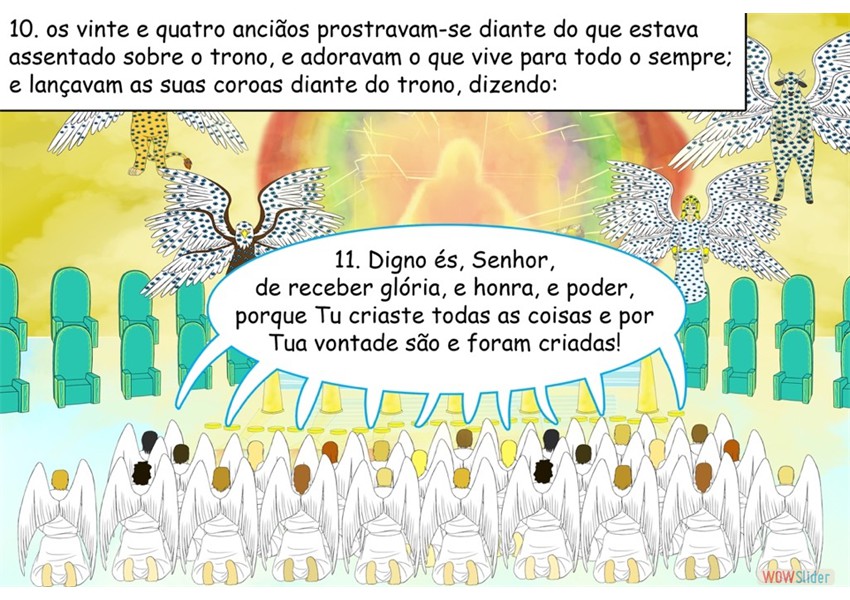 10. os vinte e quatro anciãos prostravam-se diante do que estava
assentado sobre o trono, e adoravam o que vive para todo o sempre;
e lançavam as suas coroas diante do trono, dizendo:
11. Digno és, Senhor,
de receber glória, e honra, e poder,
porque Tu criaste todas as coisas e por
Tua vontade são e foram criadas!
WOWSlider